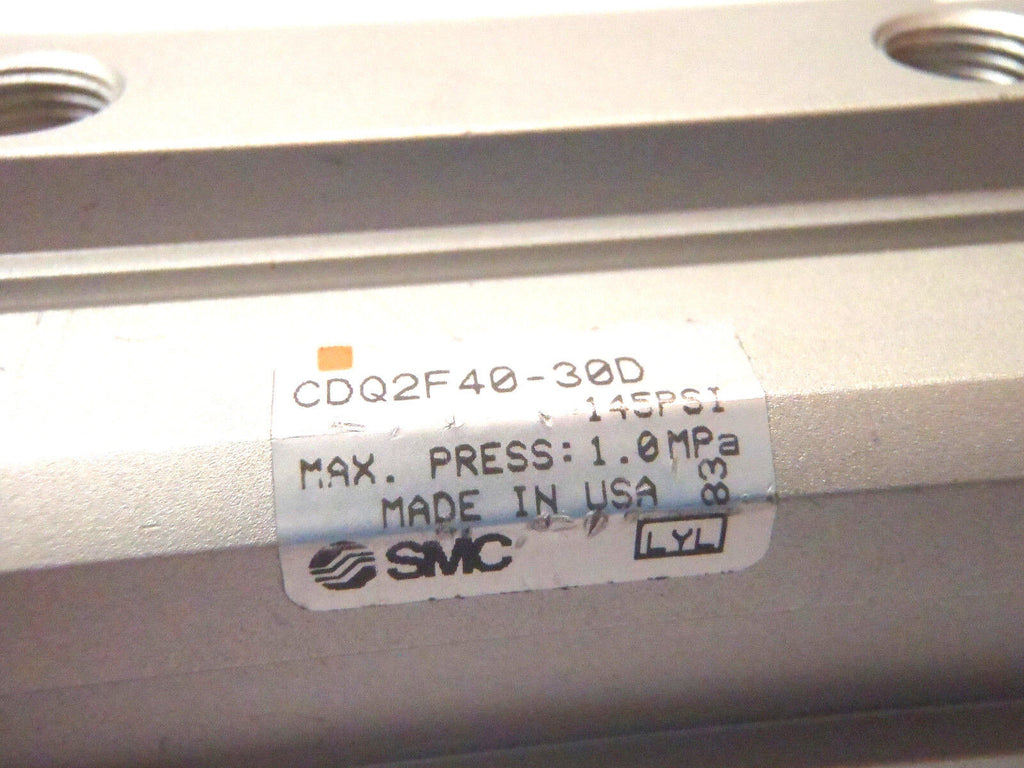 CDQ2F40-30D
145PSI
MAX. PRESS: 1.0MPa
MADE IN USA
83
SMC
LYL